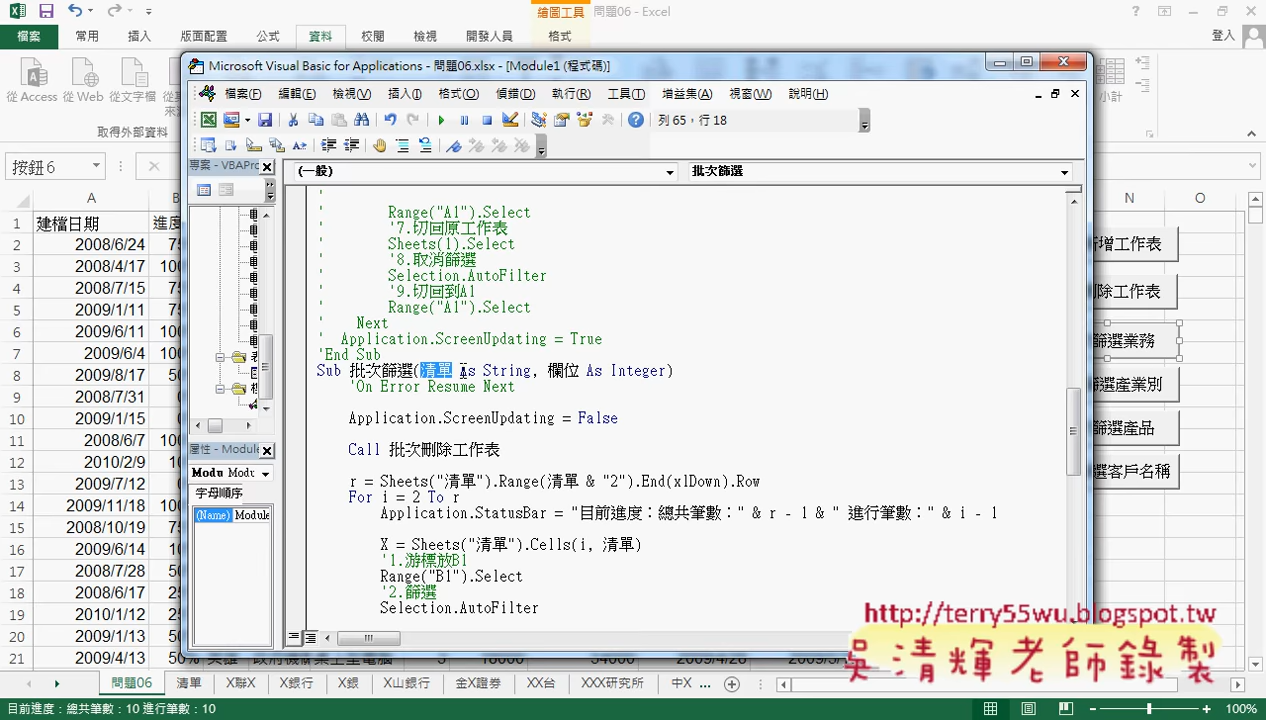 繪圖工具 問題06 - Excel
檔案 常用 插入 版面配置 公式 資料 校閱 檢視 開發人員 格式 登入
Microsoft Visual Basic for Applications - 問題06.xlsx - [Module1 (程式碼)]
檔案(F) 編輯(E) 檢視(V) 插入(I) 格式(O) 偵錯(D) 執行(R) 工具(T) 增益集(A) 視窗(W) 說明(H)
從 Access 從 Web 從文字檔
取得外部資料
小計
列 65，行 18
按鈕 6
專案 - VBAPro
(一般) 批次篩選
A B N O
1 建檔日期 進度
2 2008/6/24
3 2008/4/17
4 2008/7/15
5 2009/1/11
6 2009/6/11
7 2009/6/4
8 2009/8/17
9 2008/7/31
10 2009/1/15
11 2008/6/7
12 2010/2/9
13 2009/7/12
14 2009/11/18
15 2008/10/19
16 2009/6/14
17 2008/7/28
18 2008/6/17
19 2010/1/12
20 2009/1/13
21 2009/4/13
' Range("A1").Select
' '7.切回原工作表
' Sheets(1).Select
' '8.取消篩選
' Selection.AutoFilter
' '9.切回到A1
' Range("A1").Select
' Next
' Application.ScreenUpdating = True
'End Sub
Sub 批次篩選(清單 As String, 欄位 As Integer)
'On Error Resume Next
Application.ScreenUpdating = False
Call 批次刪除工作表
r = Sheets("清單").Range(清單 & "2").End(xlDown).Row
For i = 2 To r
Application.StatusBar = "目前進度：總共筆數：" & r - 1 & " 進行筆數：" & i - 1
X = Sheets("清單").Cells(i, 清單)
'1.游標放B1
Range("B1").Select
'2.篩選
Selection.AutoFilter
屬性 - Module
Modu Modu
字母順序
(Name) Module
增工作表
除工作表
篩選業務
篩選產業別
篩選產品
選客戶名稱
http://terry55wu.blogspot.tw
吳清輝老師錄製
問題06 清單 X聯X X銀行 X銀 X山銀行 金X證券 XX台 XXX研究所 中X ...
目前進度：總共筆數：10 進行筆數：10
100%